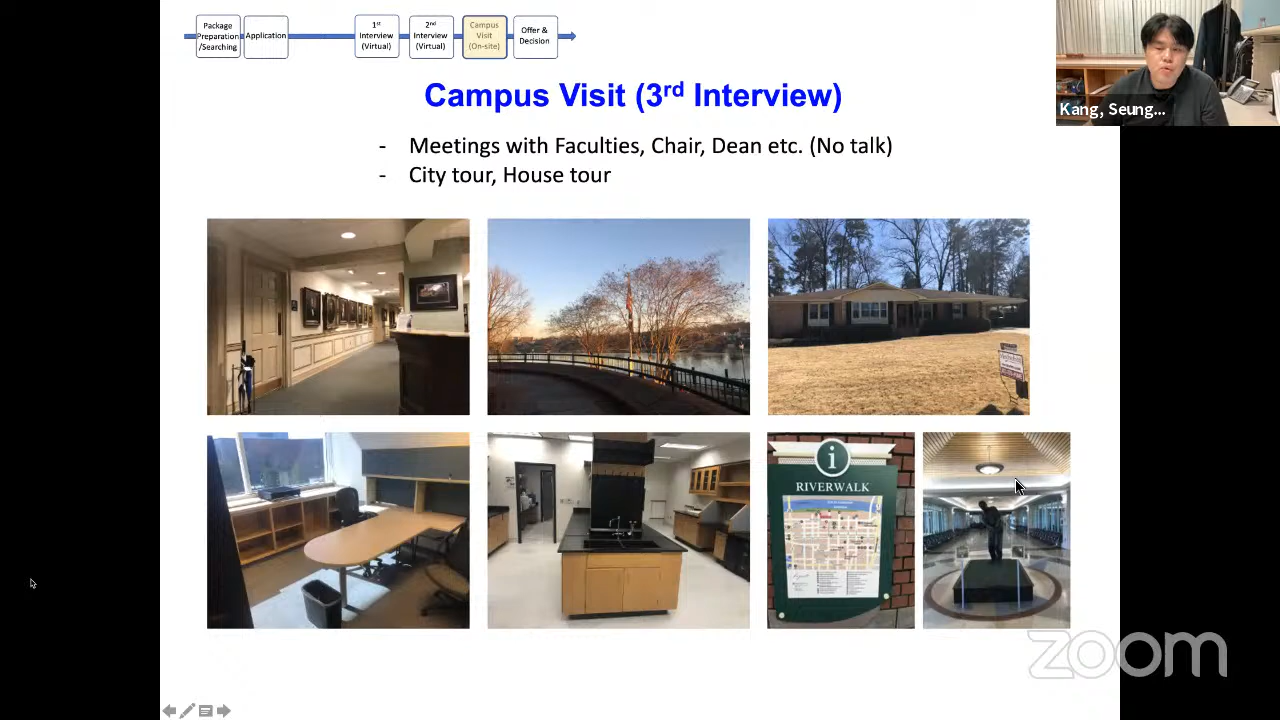 Package
Preparation
/Searching
Application
1st
Interview
(Virtual)
2nd
Interview
(Virtual)
Campus
Visit
(On-site)
Offer &
Decision
Campus Visit (3rd Interview)
- Meetings with Faculties, Chair, Dean etc. (No talk)
- City tour, House tour
Kang, Seung...
i
RIVERWALK
zoom